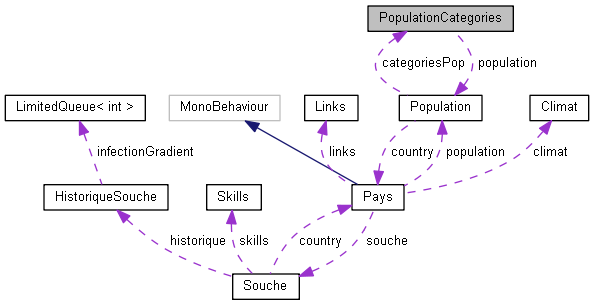 PopulationCategories
categoriesPop
population
LimitedQueue< int >
MonoBehaviour
Links
Population
Climat
infectionGradient
links
country
population
climat
HistoriqueSouche
Skills
Pays
historique
skills
country
souche
Souche